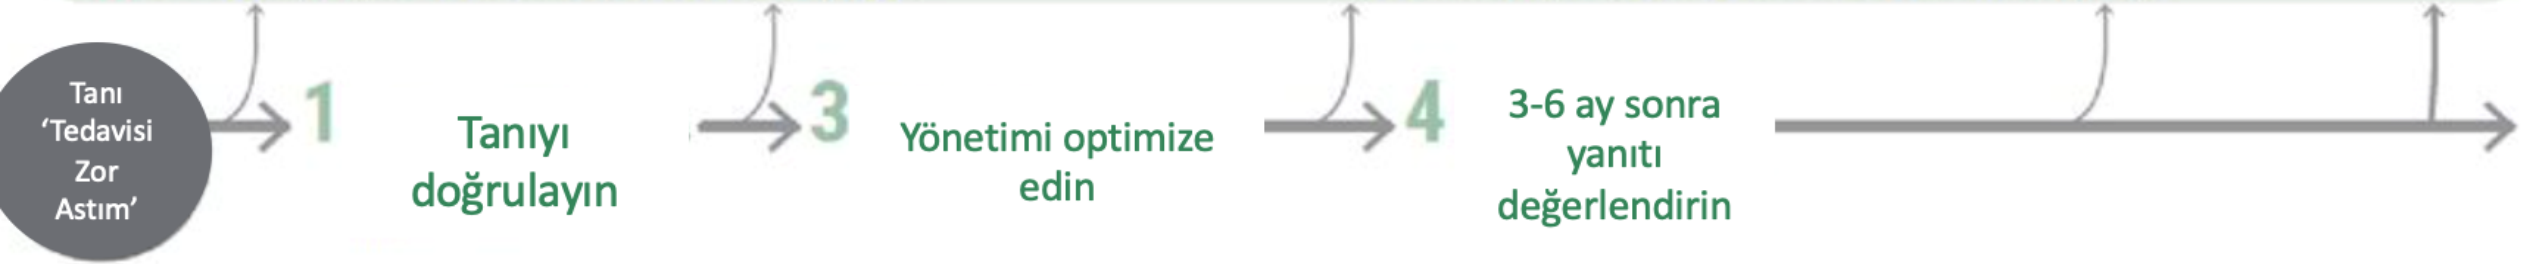 Tanı
‘Tedavisi
Zor
Astım’
1
Tanıyı
doğrulayın
3
Yönetimi optimize
edin
4
3-6 ay sonra
yanıtı
değerlendirin